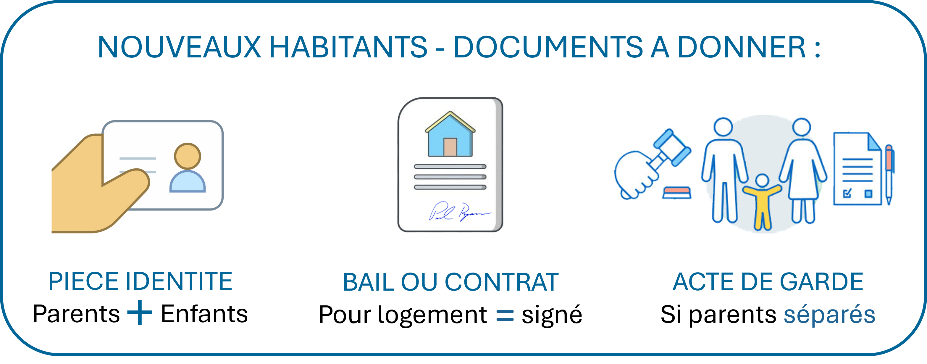 NOUVEAUX HABITANTS - DOCUMENTS A DONNER :
PIECE IDENTITE
Parents + Enfants
BAIL OU CONTRAT
Pour logement = signé
ACTE DE GARDE
Si parents séparés